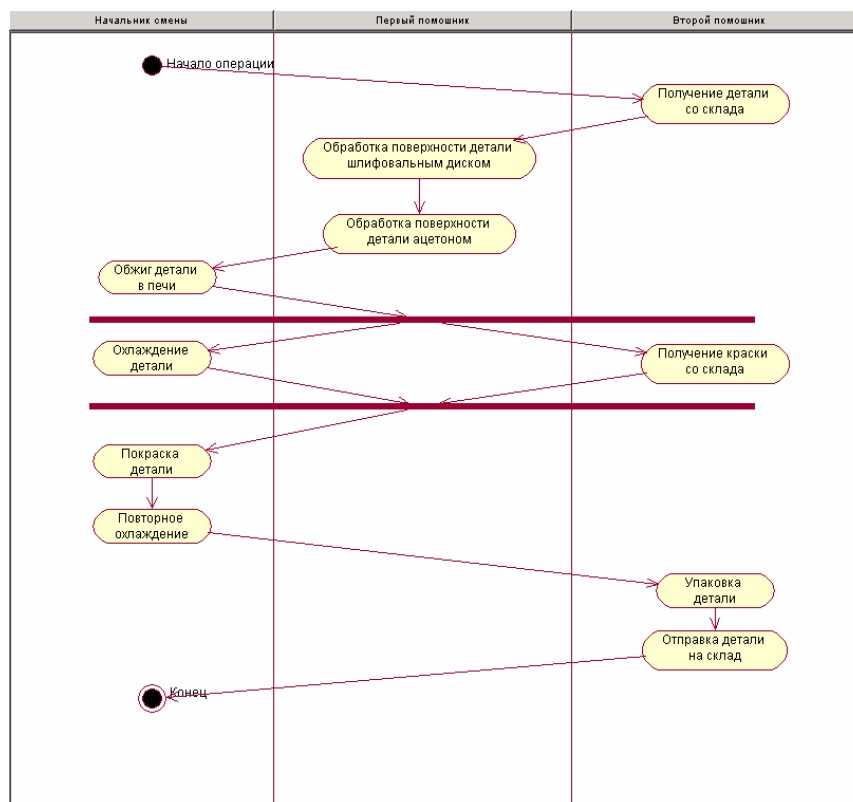 Начальник смены
Первый помошник
Второй помошник
Начало операции
Получение детали
со склада
Обработка поверхности детали
шлифовальным диском
Обработка поверхности
детали ацетоном
Обжиг детали
в печи
Охлаждение
детали
Получение краски
со склада
Покраска
детали
Повторное
охлаждение
Упаковка
детали
Отправка детали
на склад
Конец